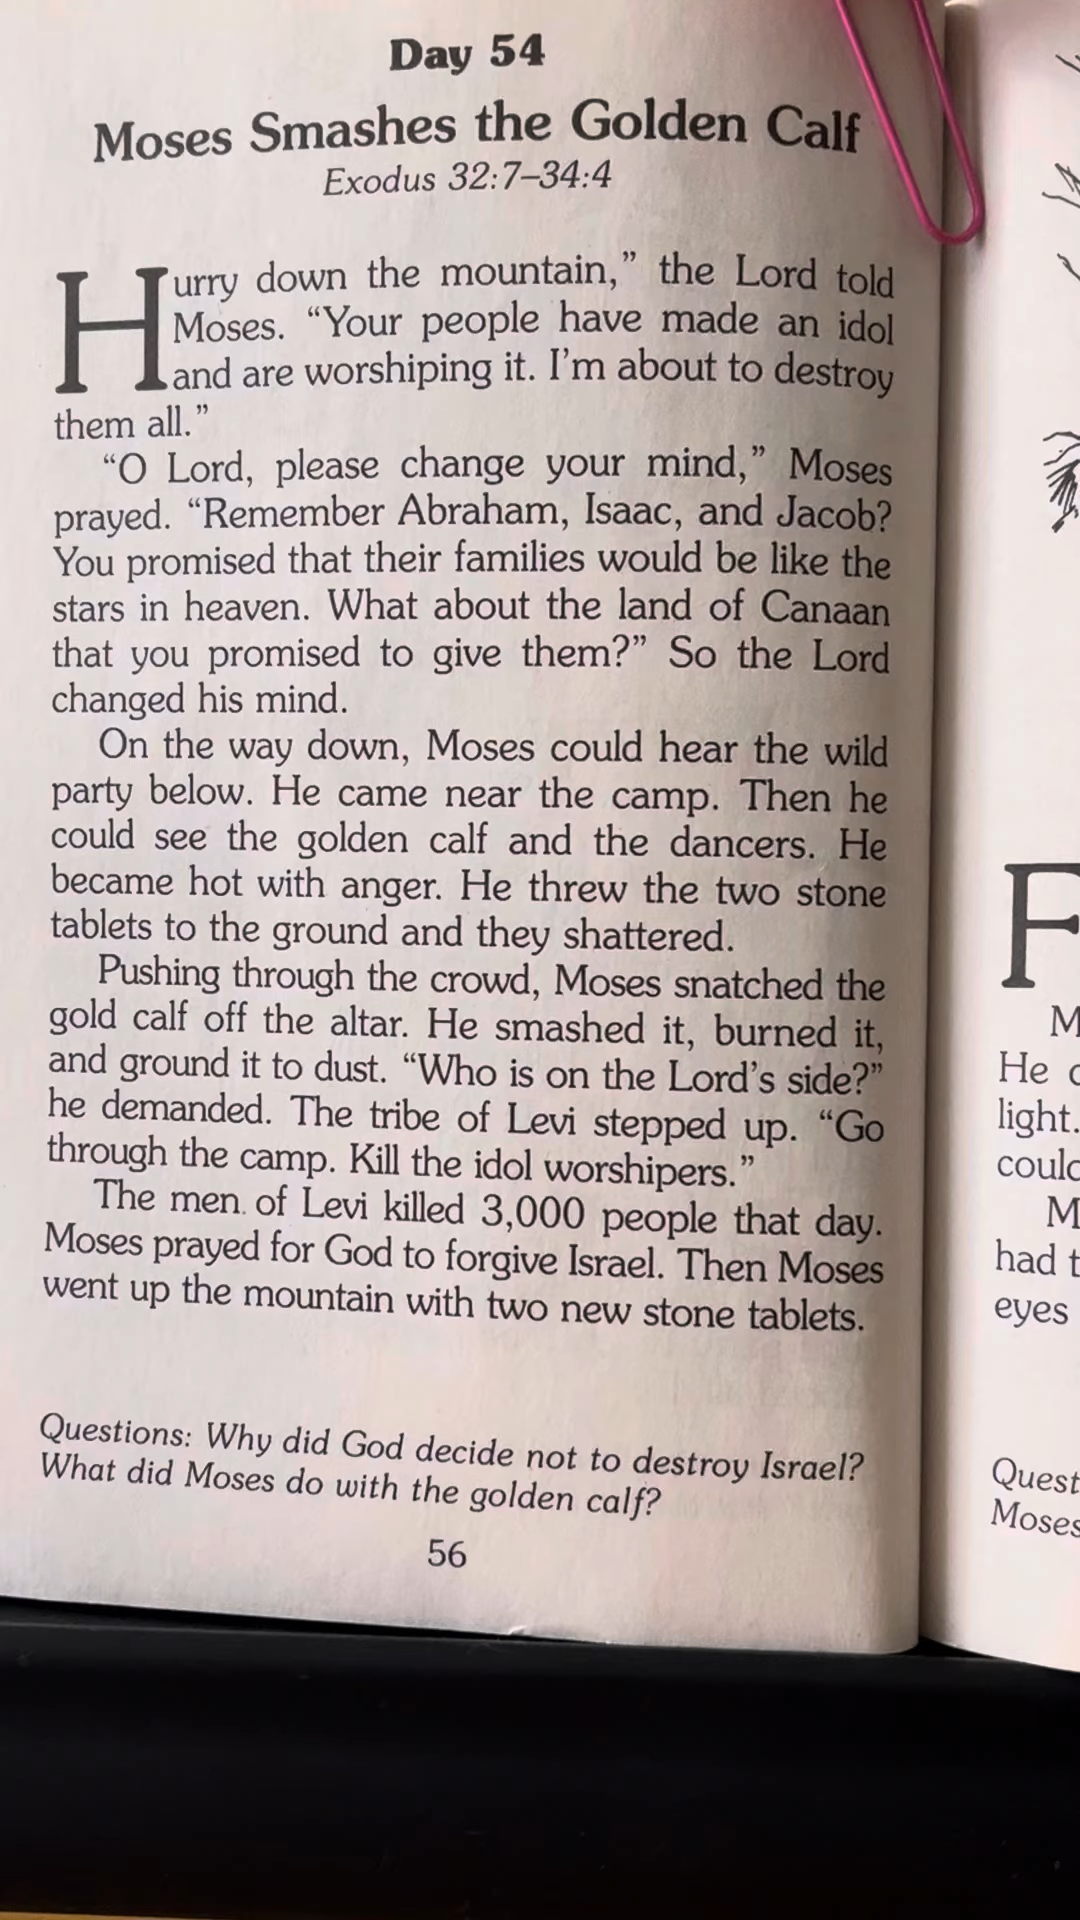 Day 54
Moses Smashes the Golden Calf
Exodus 32:7–34:4
Hurry down the mountain,” the Lord told
Moses. “Your people have made an idol
and are worshiping it. I’m about to destroy
them all.”
“O Lord, please change your mind,” Moses
prayed. “Remember Abraham, Isaac, and Jacob?
You promised that their families would be like the
stars in heaven. What about the land of Canaan
that you promised to give them?” So the Lord
changed his mind.
On the way down, Moses could hear the wild
party below. He came near the camp. Then he
could see the golden calf and the dancers. He
became hot with anger. He threw the two stone
tablets to the ground and they shattered.
Pushing through the crowd, Moses snatched the
gold calf off the altar. He smashed it, burned it,
and ground it to dust. “Who is on the Lord’s side?”
he demanded. The tribe of Levi stepped up. “Go
through the camp. Kill the idol worshipers.”
The men of Levi killed 3,000 people that day.
Moses prayed for God to forgive Israel. Then Moses
went up the mountain with two new stone tablets.
Questions: Why did God decide not to destroy Israel?
What did Moses do with the golden calf?
56
F
M
He
light.
had
eyes
Moses